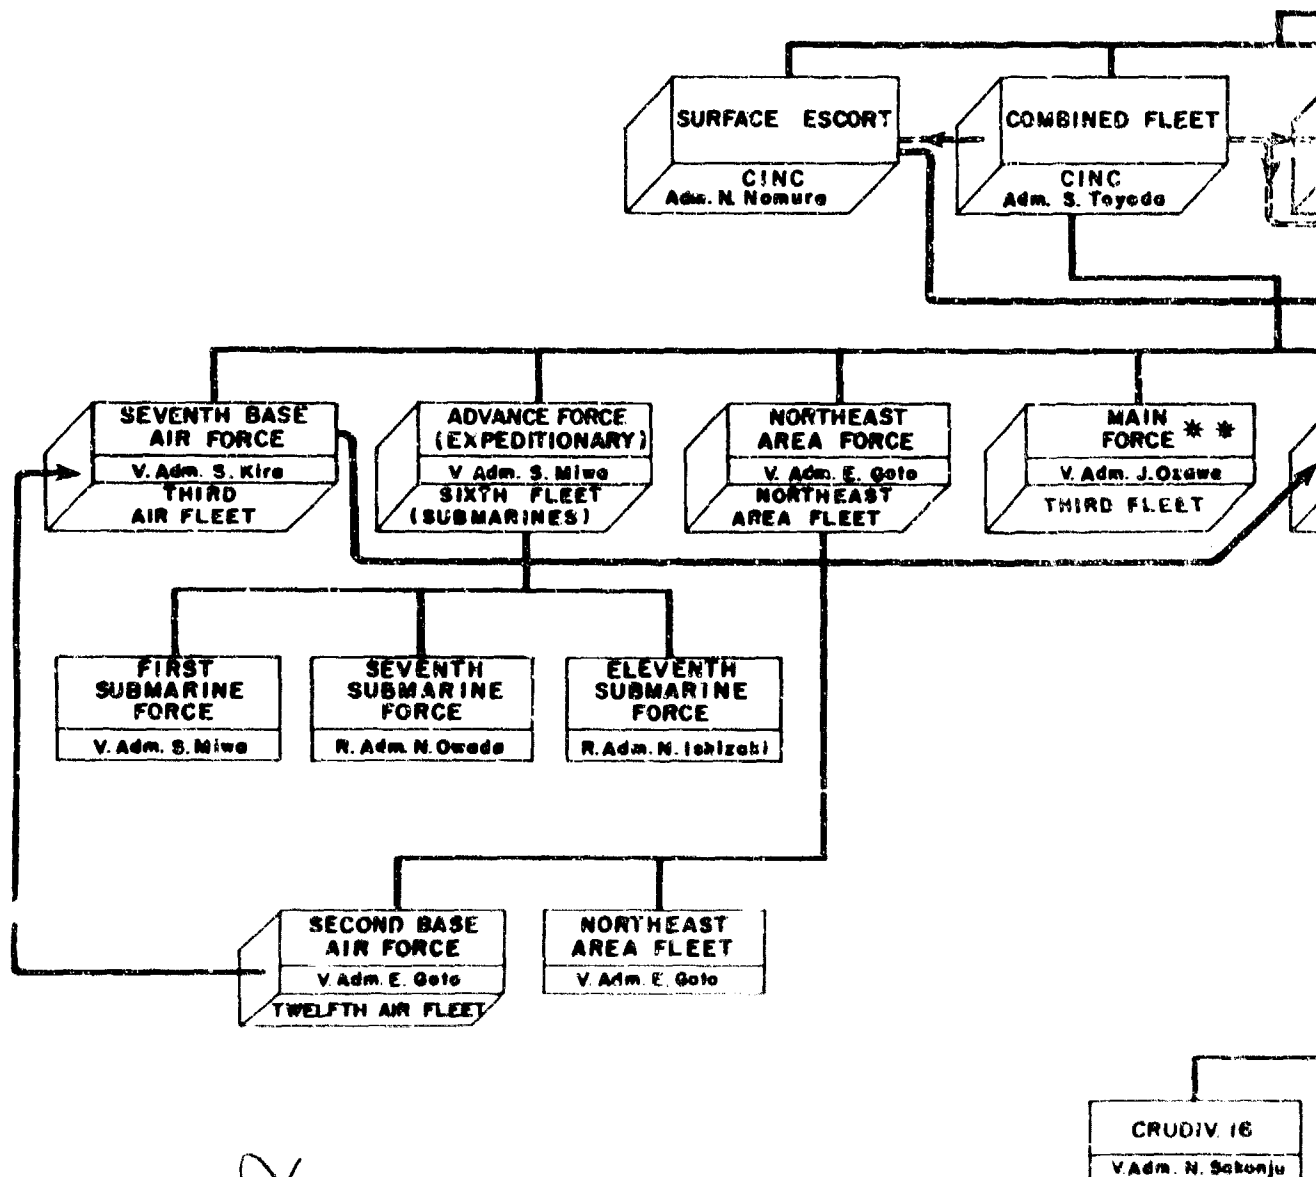 SURFACE ESCORT
CINC
Adm. N. Nomura
COMBINED FLEET
CINC
Adm. S. Toyoda
SEVENTH BASE
AIR FORCE
V. Adm. S. Kira
THIRD
AIR FLEET
ADVANCE FORCE
(EXPEDITIONARY)
V. Adm. S. Miwa
SIXTH FLEET
(SUBMARINES)
NORTHEAST
AREA FORCE
V. Adm. E. Goto
NORTHEAST
AREA FLEET
MAIN
FORCE * *
V. Adm. J. Ozawa
THIRD FLEET
FIRST
SUBMARINE
FORCE
V. Adm. S. Miwa
SEVENTH
SUBMARINE
FORCE
R. Adm. N. Owada
ELEVENTH
SUBMARINE
FORCE
R. Adm. N. Ishizaki
SECOND BASE
AIR FORCE
V. Adm. E. Goto
TWELFTH AIR FLEET
NORTHEAST
AREA FLEET
V. Adm. E. Goto
CRUDIV. 16
V. Adm. N. Sakonju